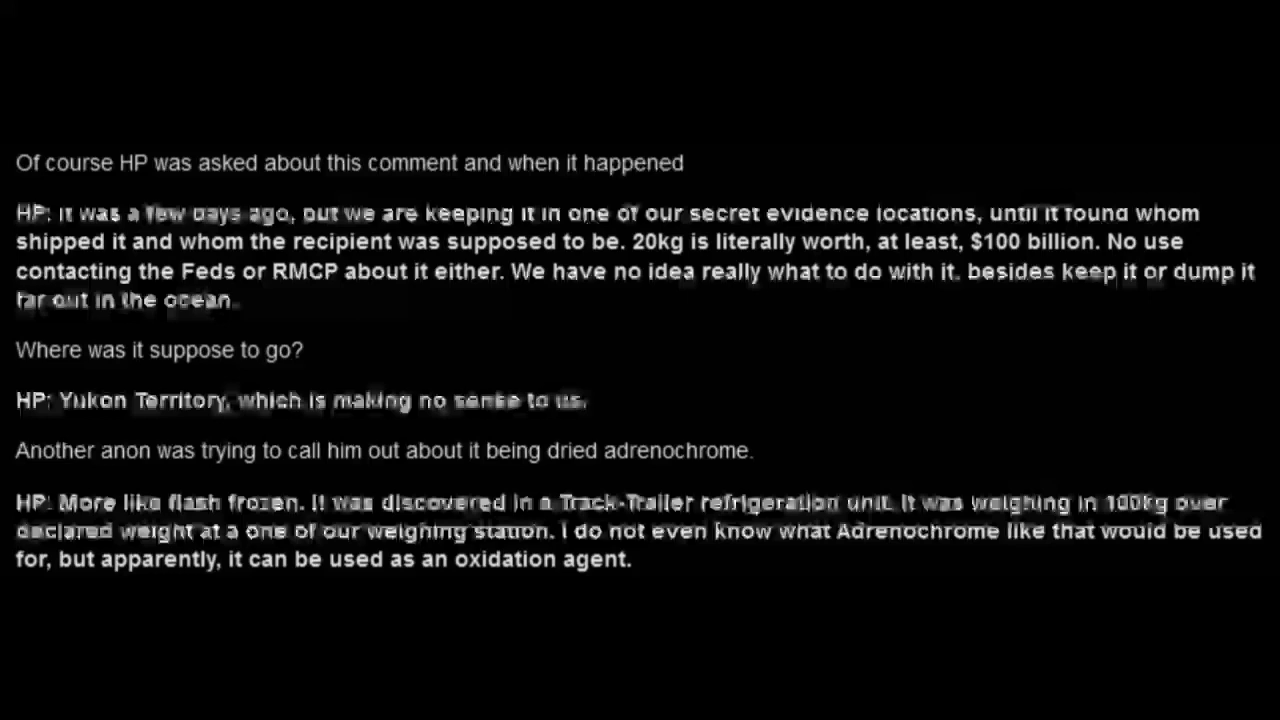 Of course HP was asked about this comment and when it happened
HP: it was a few days ago, but we are keeping it in one of our secret evidence locations, until it found whom
shipped it and whom the recipient was supposed to be. 20kg is literally worth, at least, $100 billion. No use
contacting the Feds or RMCP about it either. We have no idea really what to do with it. besides keep it or dump it
far out in the ocean.
Where was it suppose to go?
HP: Yukon Territory, which is making no sense to us.
Another anon was trying to call him out about it being dried adrenochrome.
HP: More like flash frozen. It was discovered in a Track-Trailer refrigeration unit. It was weighing in 100kg over
declared weight at a one of our weighing station. I do not even know what Adrenochrome like that would be used
for, but apparently, it can be used as an oxidation agent.